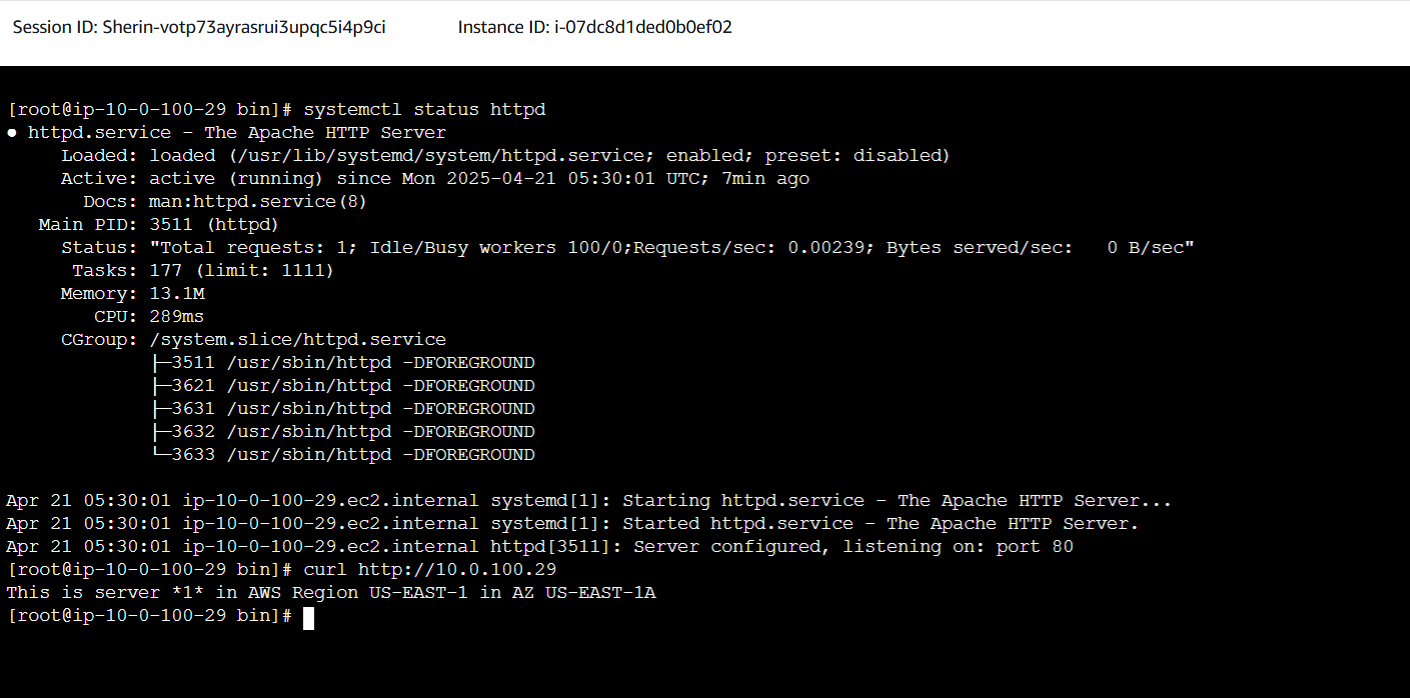 Session ID: Sherin-votp73ayrasrui3upqc5i4p9ci Instance ID: i-07dc8d1ded0b0ef02
[root@ip-10-0-100-29 bin]# systemctl status httpd
● httpd.service - The Apache HTTP Server
Loaded: loaded (/usr/lib/systemd/system/httpd.service; enabled; preset: disabled)
Active: active (running) since Mon 2025-04-21 05:30:01 UTC; 7min ago
Docs: man:httpd.service(8)
Main PID: 3511 (httpd)
Status: "Total requests: 1; Idle/Busy workers 100/0;Requests/sec: 0.00239; Bytes served/sec:   0 B/sec"
Tasks: 177 (limit: 1111)
Memory: 13.1M
CPU: 289ms
CGroup: /system.slice/httpd.service
├─3511 /usr/sbin/httpd -DFOREGROUND
├─3621 /usr/sbin/httpd -DFOREGROUND
├─3631 /usr/sbin/httpd -DFOREGROUND
├─3632 /usr/sbin/httpd -DFOREGROUND
└─3633 /usr/sbin/httpd -DFOREGROUND
Apr 21 05:30:01 ip-10-0-100-29.ec2.internal systemd[1]: Starting httpd.service - The Apache HTTP Server...
Apr 21 05:30:01 ip-10-0-100-29.ec2.internal systemd[1]: Started httpd.service - The Apache HTTP Server.
Apr 21 05:30:01 ip-10-0-100-29.ec2.internal httpd[3511]: Server configured, listening on: port 80
[root@ip-10-0-100-29 bin]# curl http://10.0.100.29
This is server *1* in AWS Region US-EAST-1 in AZ US-EAST-1A
[root@ip-10-0-100-29 bin]#